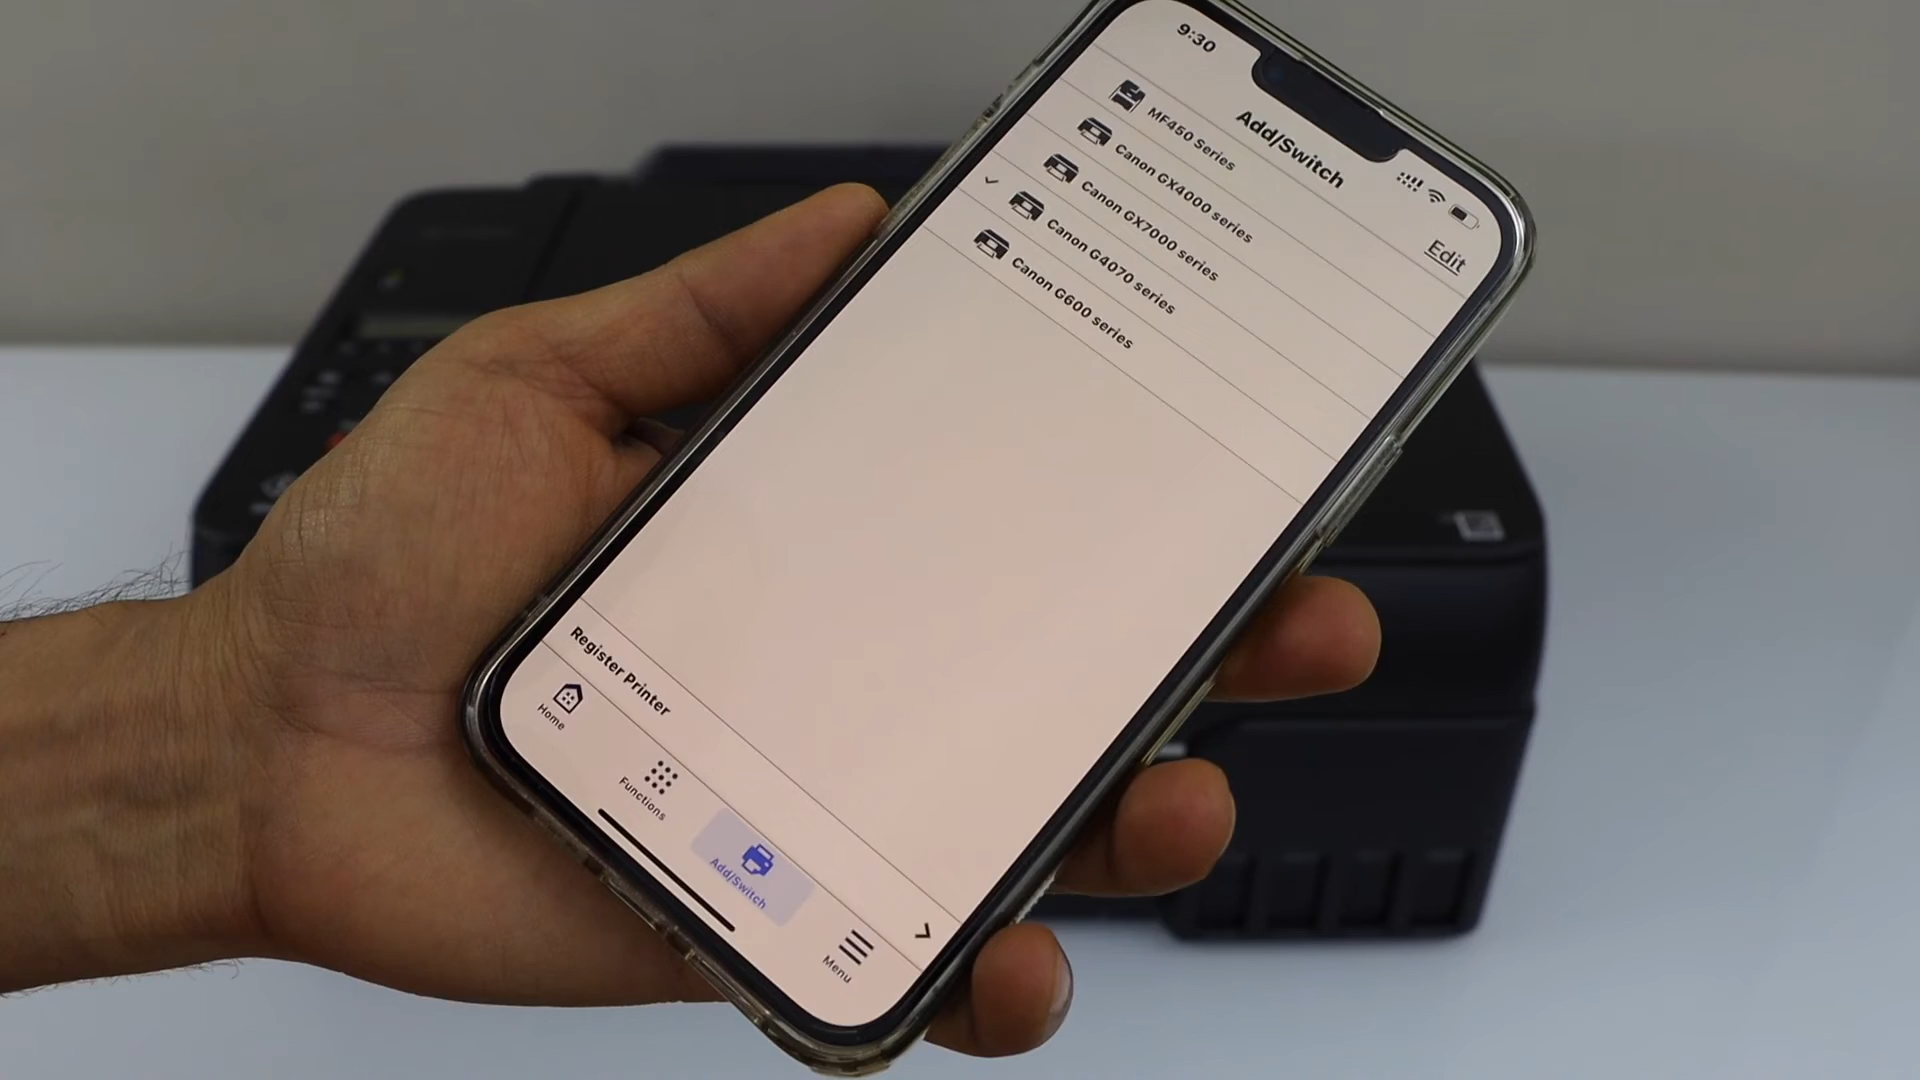 9:30
Add/Switch
Edit
MF450 Series
Canon GX4000 series
Canon GX7000 series
Canon G4070 series
Canon G600 series
Register Printer
Home
Functions
Add/Switch
Menu